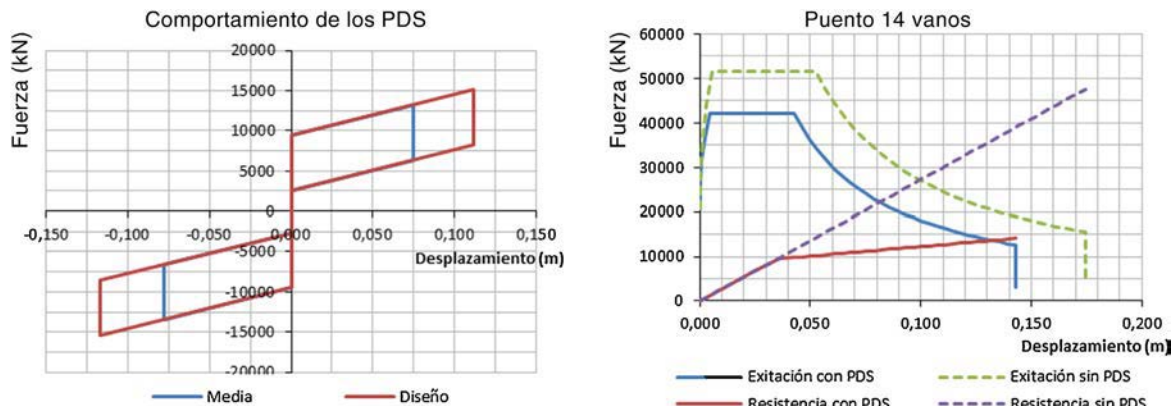 Comportamiento de los PDS
Fuerza (kN)
20000
15000
10000
5000
0
-5000
-10000
-15000
-20000
-0,150
-0,100
-0,050
0,000
0,050
0,100
0,150
Desplazamiento (m)
Media
Diseño
Puento 14 vanos
Fuerza (kN)
60000
50000
40000
30000
20000
10000
0
0,000
0,050
0,100
0,150
0,200
Desplazamiento (m)
Exitación con PDS
Exitación sin PDS
Resistencia con PDS
Resistencia sin PDS